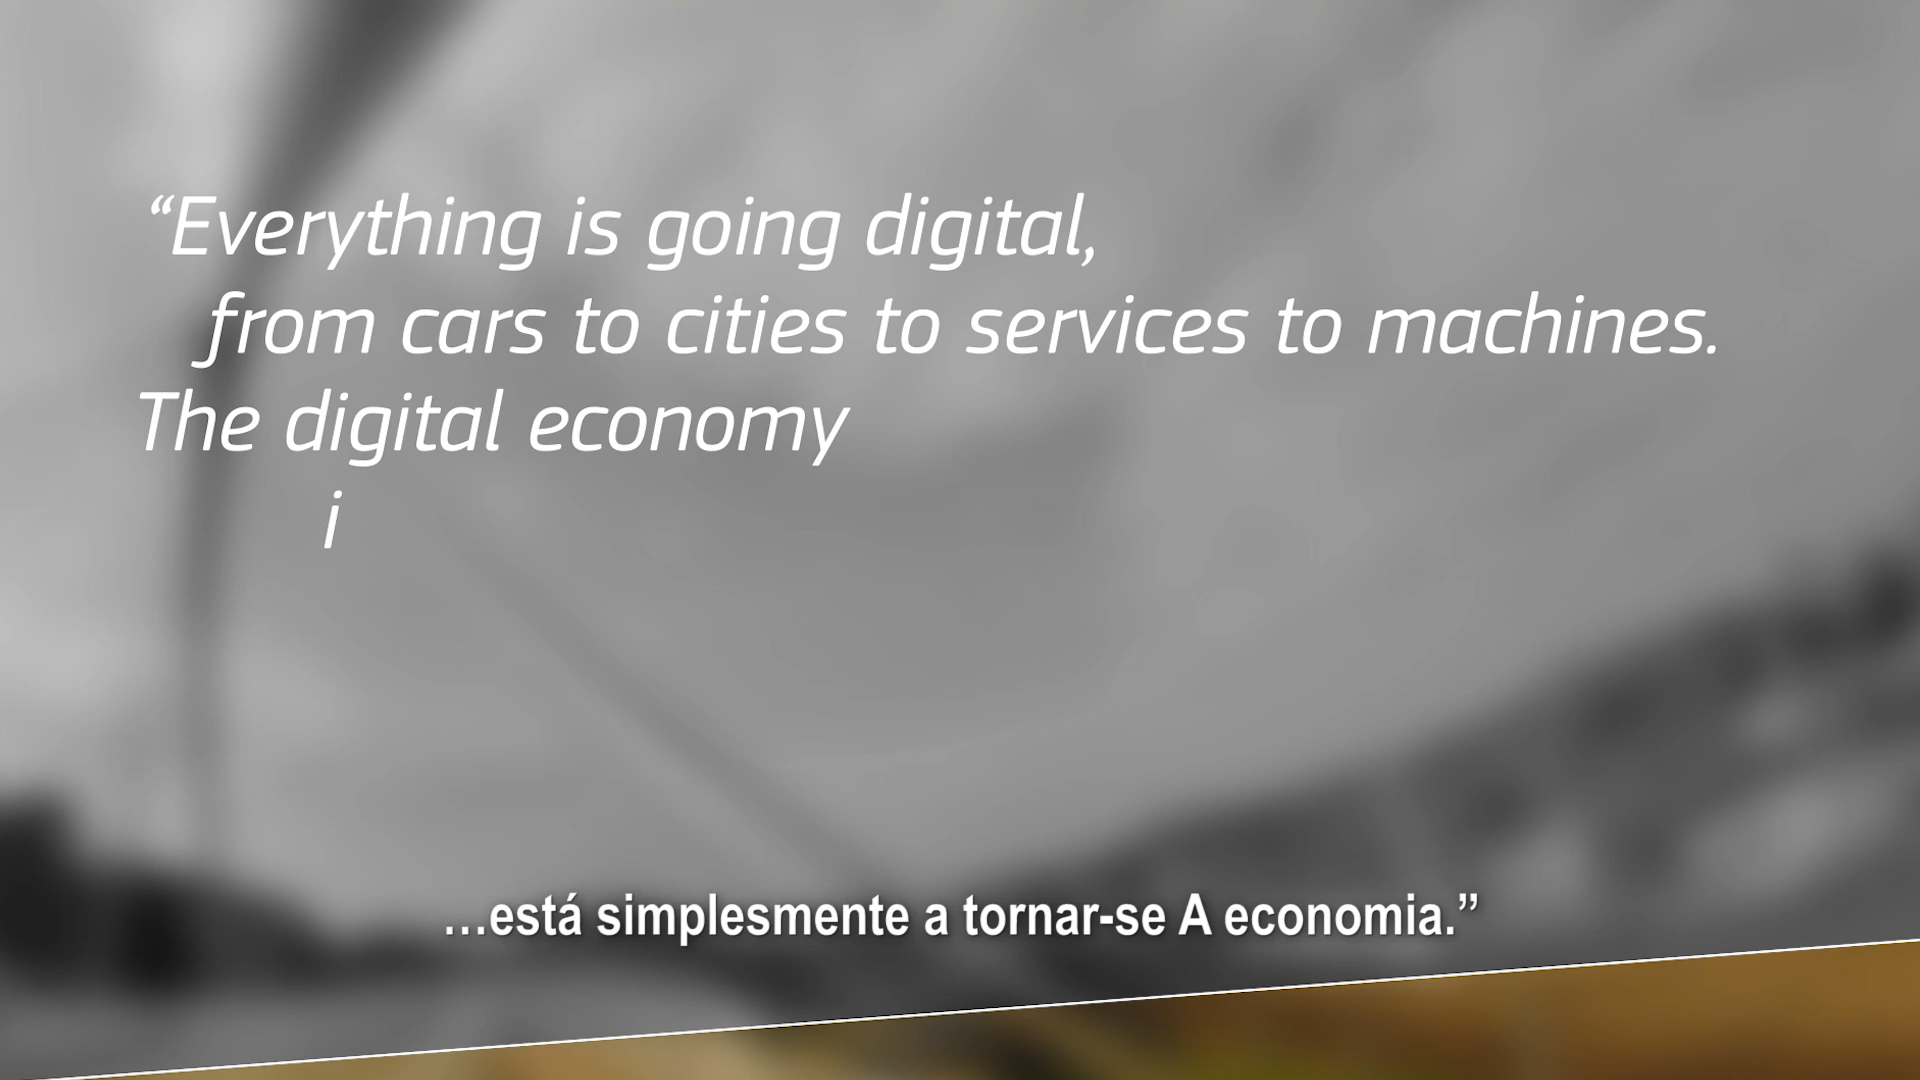 “Everything is going digital,
from cars to cities to services to machines.
The digital economy
i
…está simplesmente a tornar-se A economia.”